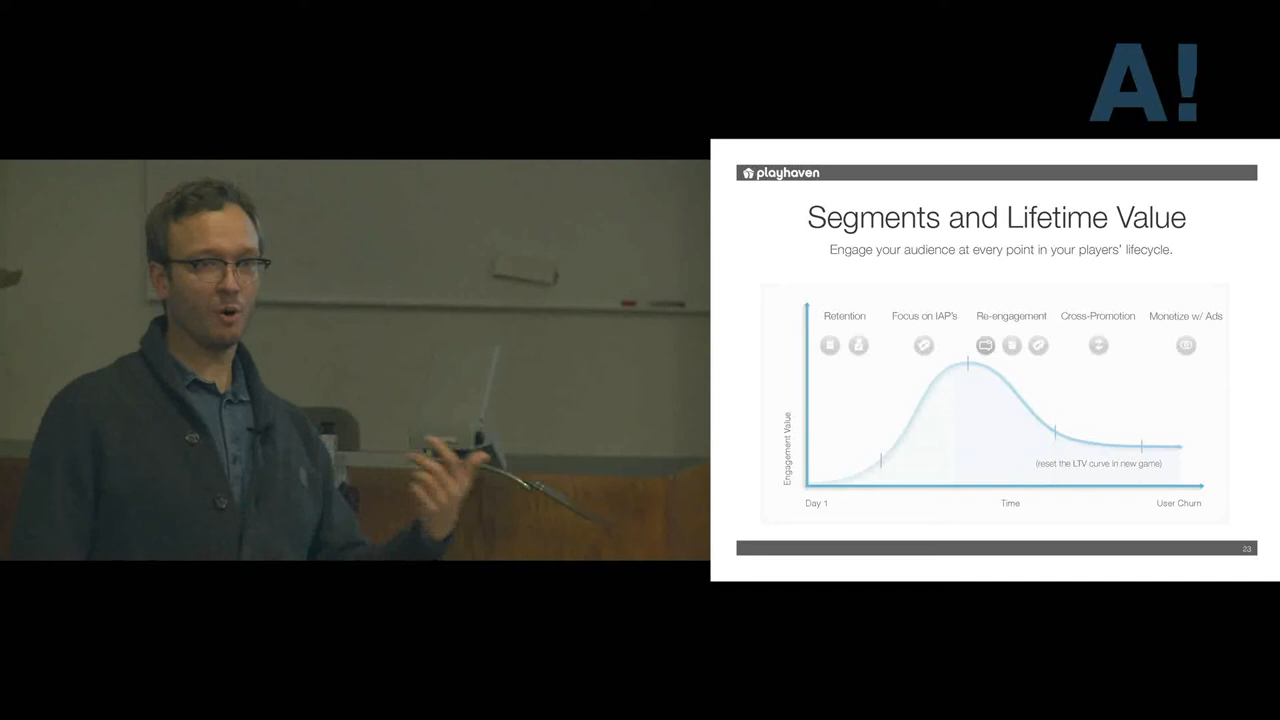 A!
playhaven
Segments and Lifetime Value
Engage your audience at every point in your players' lifecycle.
Retention
Focus on IAP's
Re-engagement
Cross-Promotion
Monetize w/ Ads
Engagement Value
(reset the LTV curve in new game)
Day 1
Time
User Churn
23